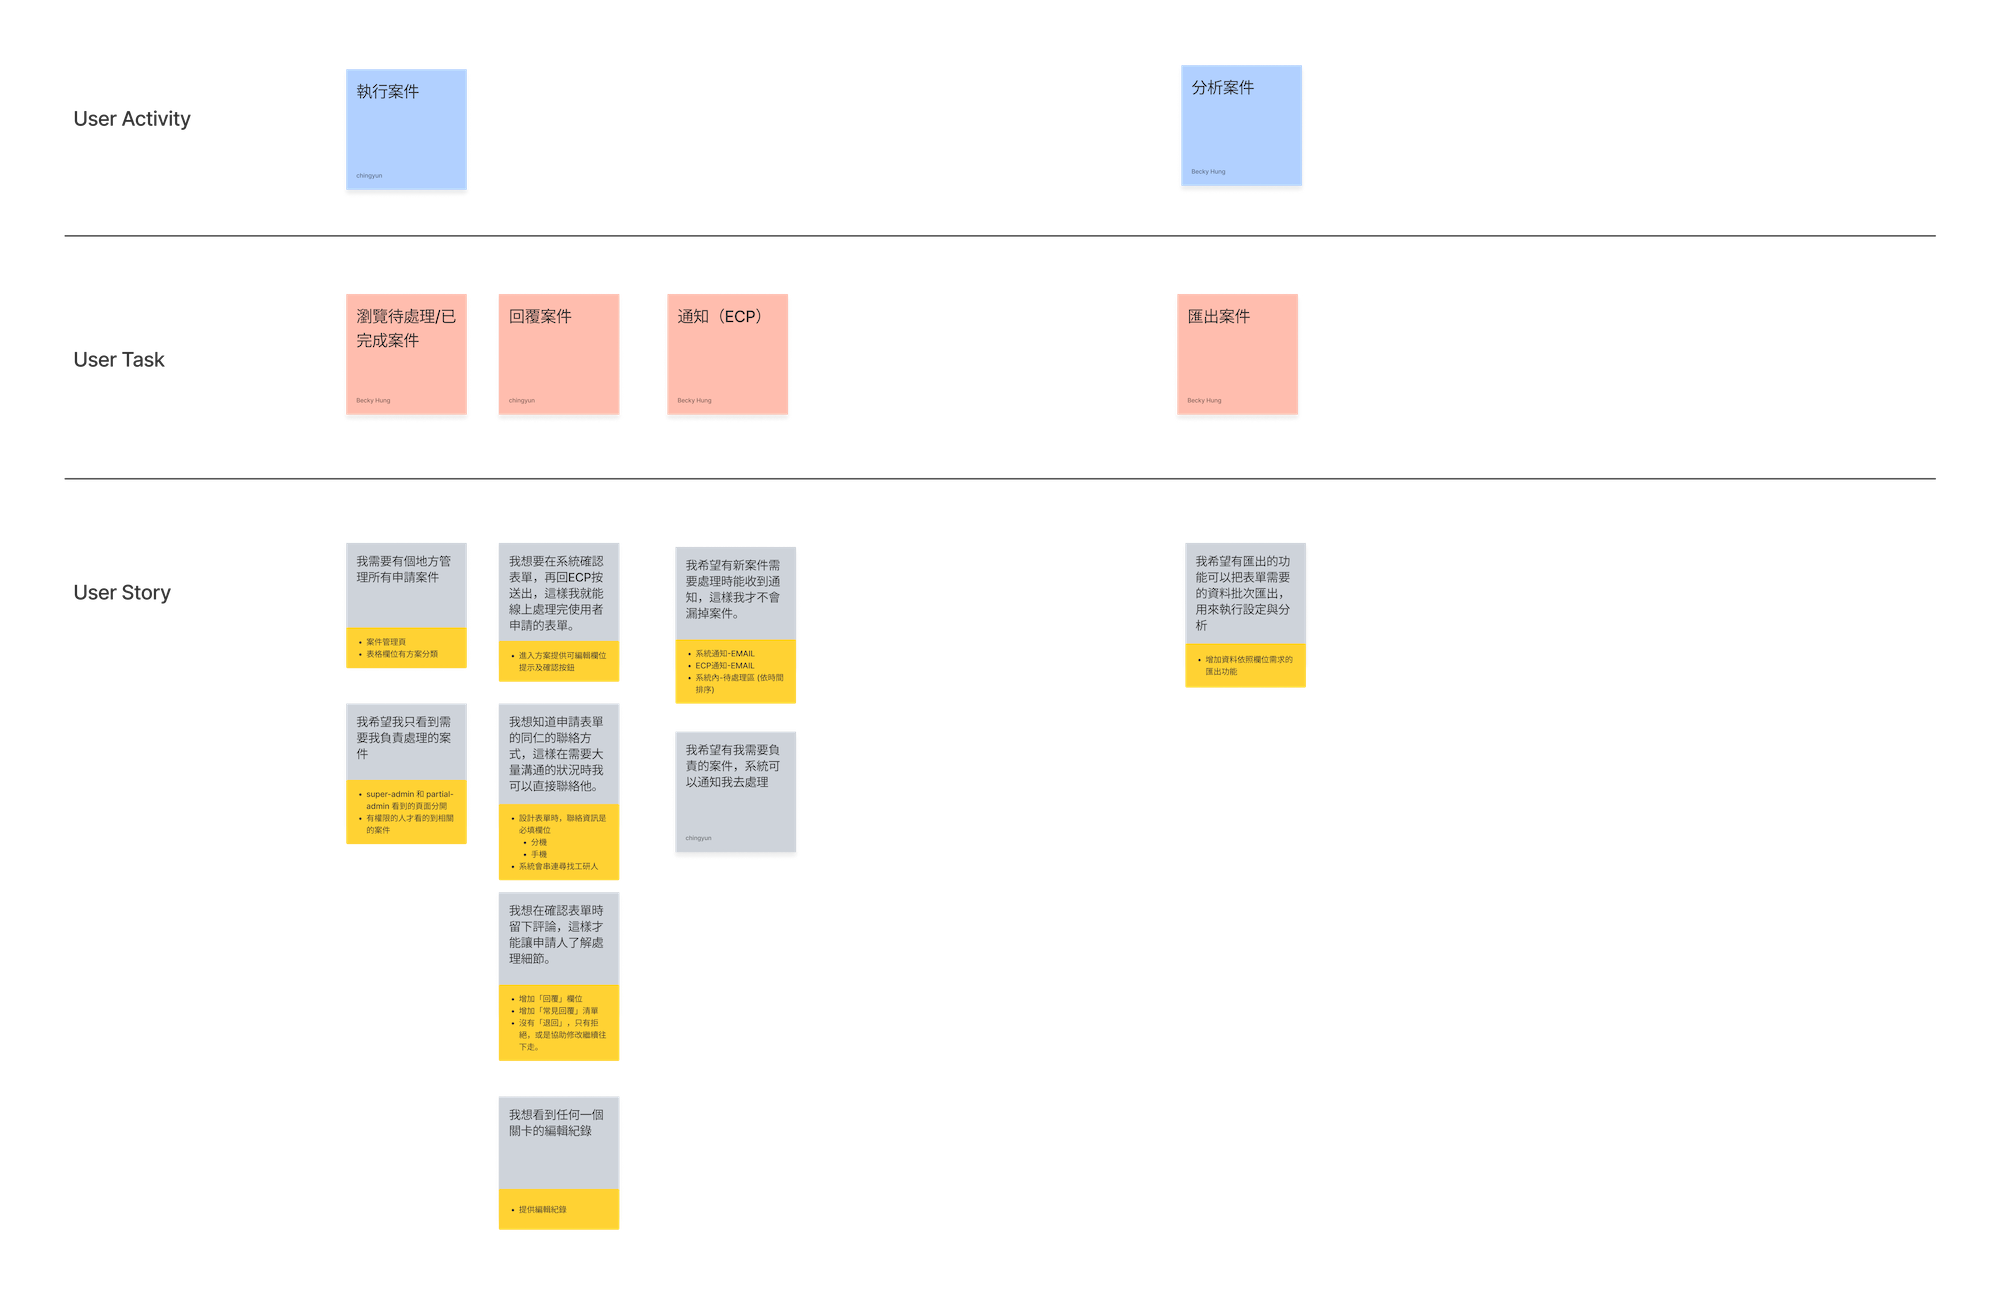 User Activity
執行案件
chingyun
分析案件
Becky Hung
User Task
瀏覽待處理/已
完成案件
Becky Hung
回覆案件
chingyun
通知（ECP）
Becky Hung
匯出案件
Becky Hung
User Story
我需要有個地方管
理所有申請案件
• 案件管理頁
• 表格欄位有方案分類
我希望我只看到需
要我負責處理的案
件
• super-admin 和 partial-
admin 看到的頁面分開
• 有權限的人才看的到相關
的案件
我想要在系統確認
表單，再回ECP按
送出，這樣我就能
線上處理完使用者
申請的表單。
• 進入方案提供可編輯欄位
提示及確認按鈕
我想知道申請表單
的同仁的聯絡方
式，這樣在需要大
量溝通的狀況時我
可以直接聯絡他。
• 設計表單時，聯絡資訊是
必填欄位
• 分機
• 手機
• 系統會串連尋找工研人
我想在確認表單時
留下評論，這樣才
能讓申請人了解處
理細節。
• 增加「回覆」欄位
• 增加「常見回覆」清單
• 沒有「退回」，只有拒
絕，或是協助修改繼續往
下走。
我想看到任何一個
關卡的編輯紀錄
• 提供編輯紀錄
我希望有新案件需
要處理時能收到通
知，這樣我才不會
漏掉案件。
• 系統通知-EMAIL
• ECP通知-EMAIL
• 系統內-待處理區 (依時間
排序)
我希望有我需要負
責的案件，系統可
以通知我去處理
chingyun
我希望有匯出的功
能可以把表單需要
的資料批次匯出，
用來執行設定與分
析
• 增加資料依照欄位需求的
匯出功能